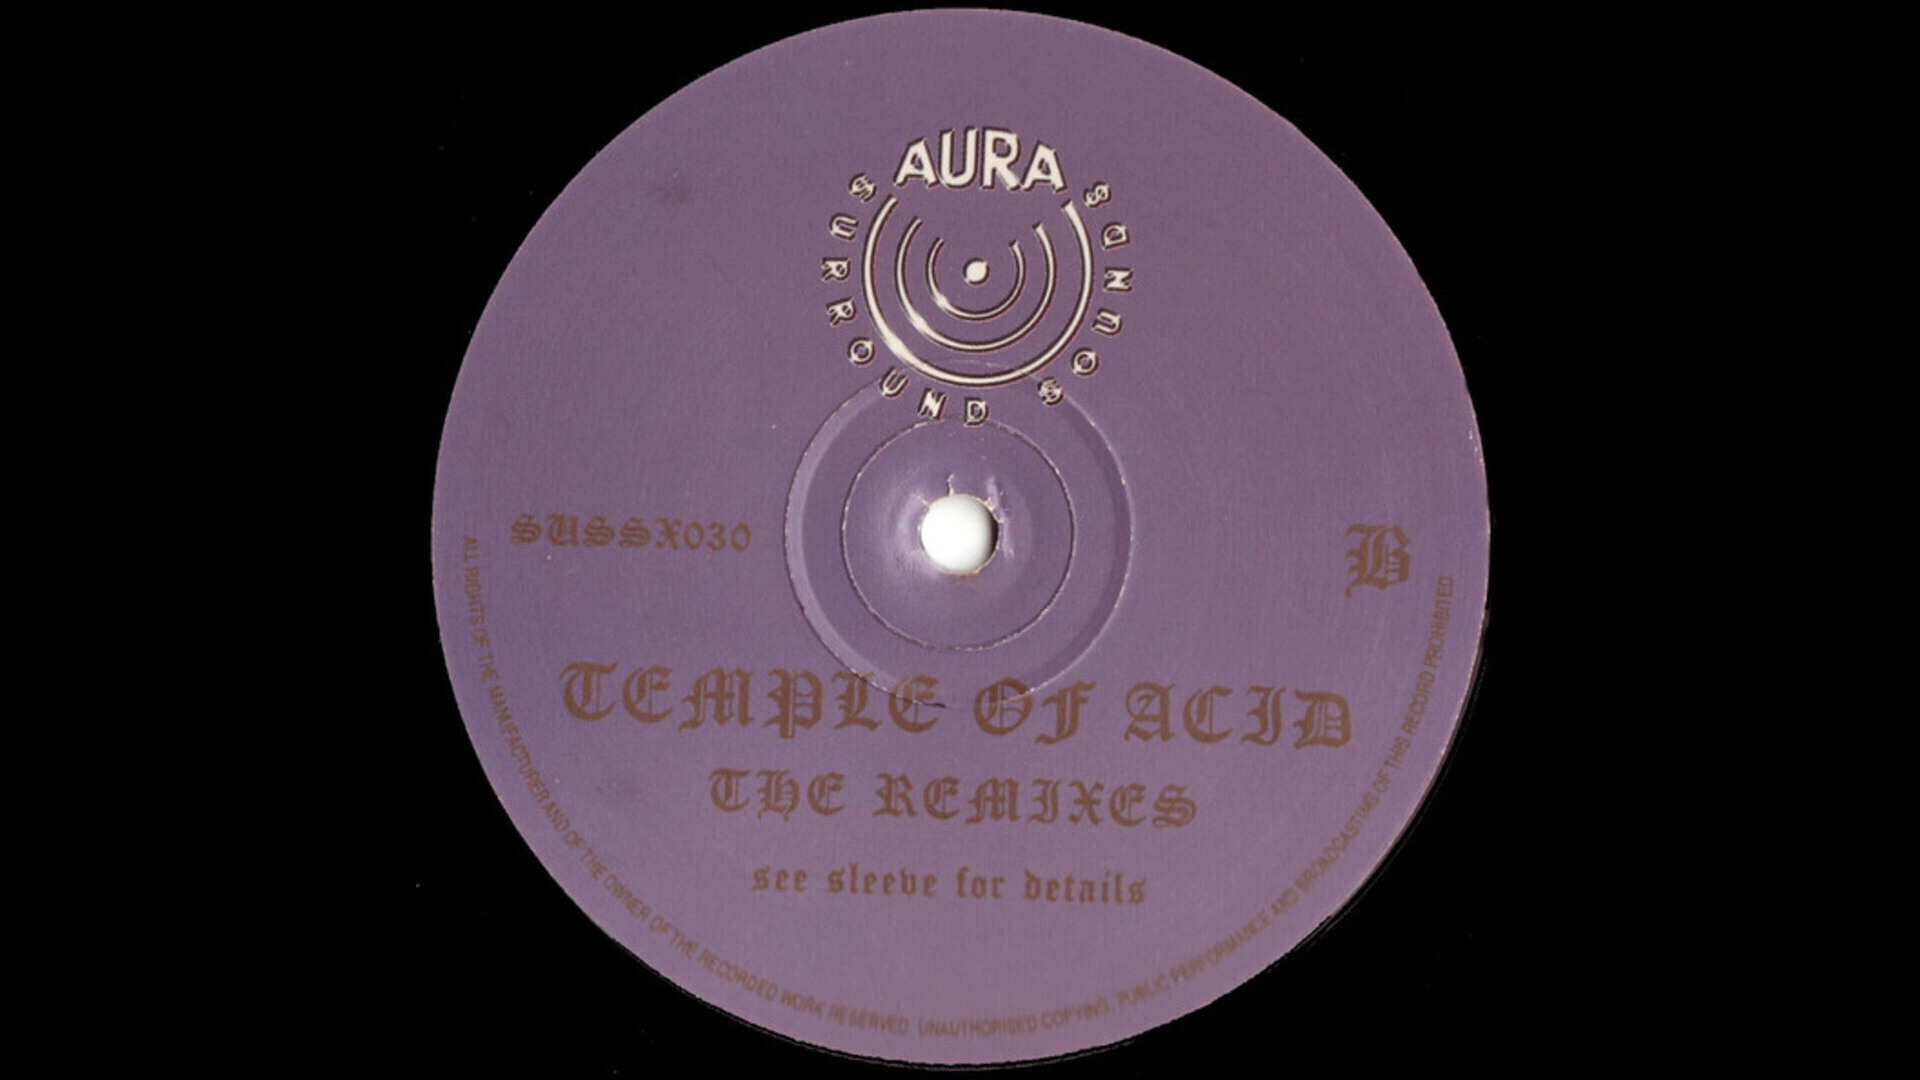 AURA
SURROUND SOUNDS
SUSSX030
B
TEMPLE OF ACID
THE REMIXES
see sleeve for details
ALL RIGHTS OF THE MANUFACTURER AND OF THE OWNER OF THE RECORDED WORK RESERVED. UNAUTHORISED COPYING, PUBLIC PERFORMANCE AND BROADCASTING OF THIS RECORD PROHIBITED.